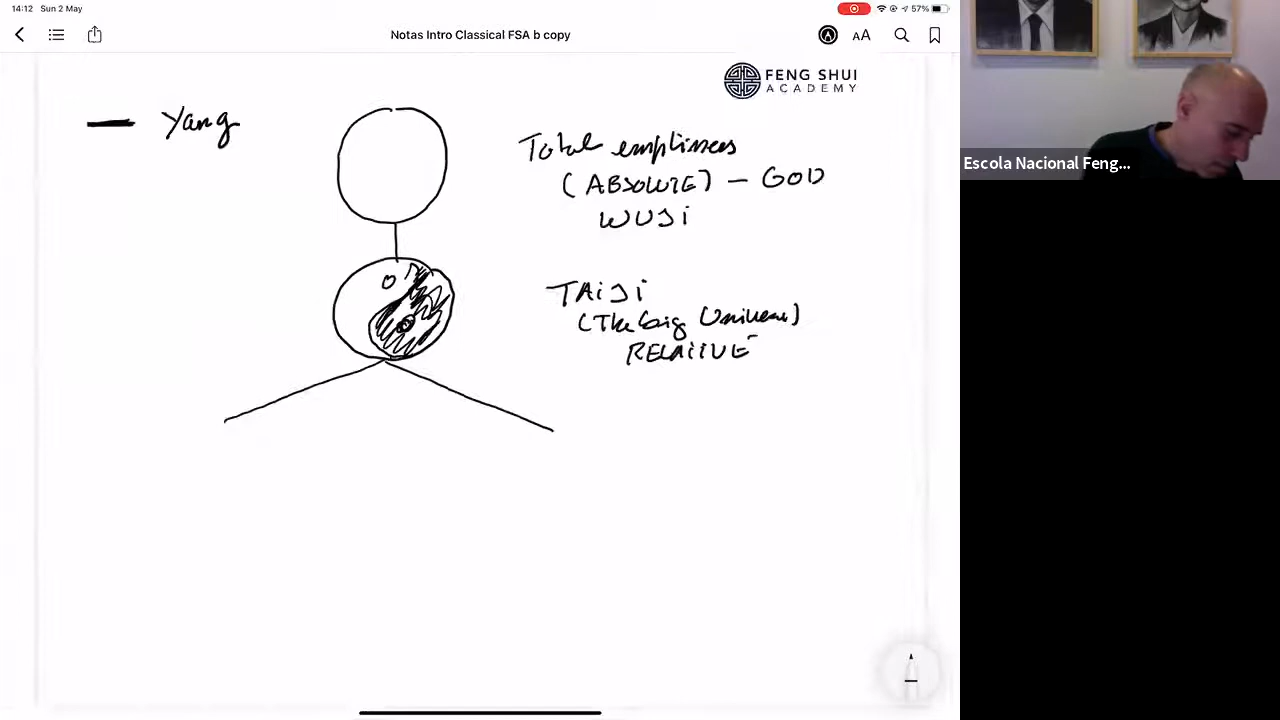 14:12 Sun 2 May
57%
Notas Intro Classical FSA b copy
AA
FENG SHUI
ACADEMY
Yang
Total emptiness
(ABSOLUTE) - GOD
WUJi
TAiJi
(The big Universe)
RELATIVE
Escola Nacional Feng...